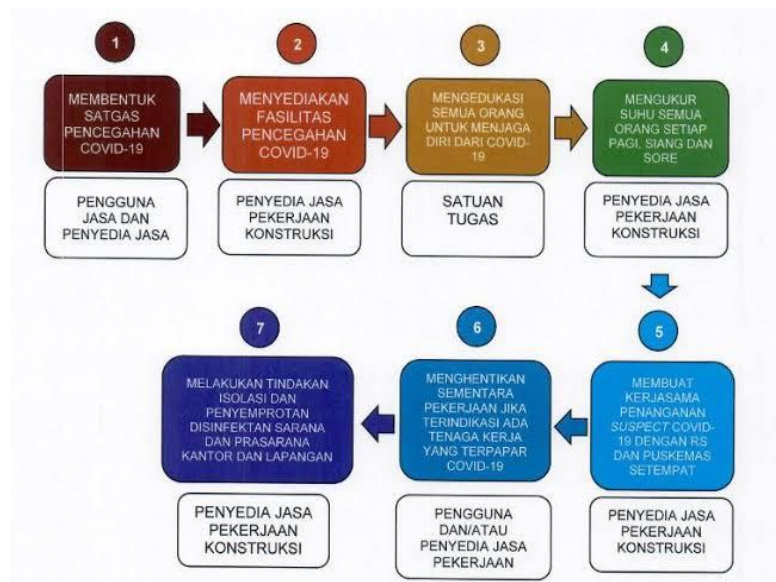 1
MEMBENTUK
SATGAS
PENCEGAHAN
COVID-19
PENGGUNA
JASA DAN
PENYEDIA JASA
2
MENYEDIAKAN
FASILITAS
PENCEGAHAN
COVID-19
PENYEDIA JASA
PEKERJAAN
KONSTRUKSI
3
MENGEDUKASI
SEMUA ORANG
UNTUK MENJAGA
DIRI DARI COVID-
19
SATUAN
TUGAS
4
MENGUKUR
SUHU SEMUA
ORANG SETIAP
PAGI, SIANG DAN
SORE
PENYEDIA JASA
PEKERJAAN
KONSTRUKSI
5
MEMBUAT
KERJASAMA
PENANGANAN
SUSPECT COVID-
19 DENGAN RS
DAN PUSKEMAS
SETEMPAT
PENYEDIA JASA
PEKERJAAN
KONSTRUKSI
6
MENGHENTIKAN
SEMENTARA
PEKERJAAN JIKA
TERINDIKASI ADA
TENAGA KERJA
YANG TERPAPAR
COVID-19
PENGGUNA
DAN/ATAU
PENYEDIA JASA
PEKERJAAN
7
MELAKUKAN TINDAKAN
ISOLASI DAN
PENYEMPROTAN
DISINFEKTAN SARANA
DAN PRASARANA
KANTOR DAN LAPANGAN
PENYEDIA JASA
PEKERJAAN
KONSTRUKSI